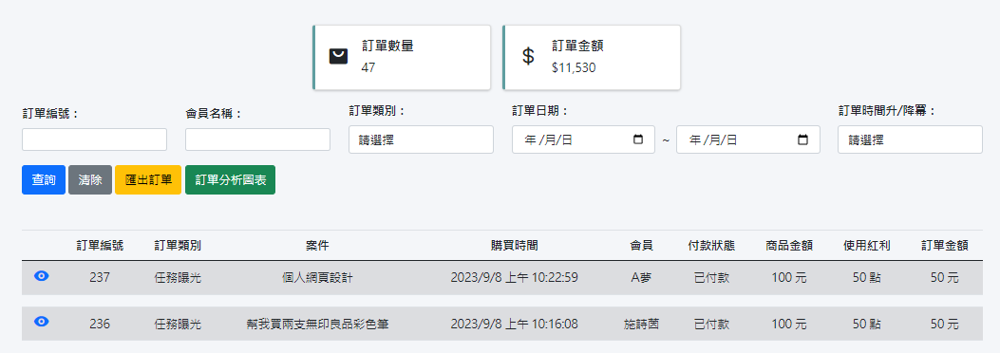 訂單數量
47
訂單金額
$11,530
訂單編號：
會員名稱：
訂單類別：
訂單日期：
訂單時間升/降冪：
請選擇
年 /月/日
~
年 /月/日
請選擇
查詢 清除 匯出訂單 訂單分析圖表
訂單編號 訂單類別 案件 購買時間 會員 付款狀態 商品金額 使用紅利 訂單金額
237 任務曝光 個人網頁設計 2023/9/8 上午 10:22:59 A夢 已付款 100 元 50 點 50 元
236 任務曝光 幫我買兩支無印良品彩色筆 2023/9/8 上午 10:16:08 施詩茵 已付款 100 元 50 點 50 元